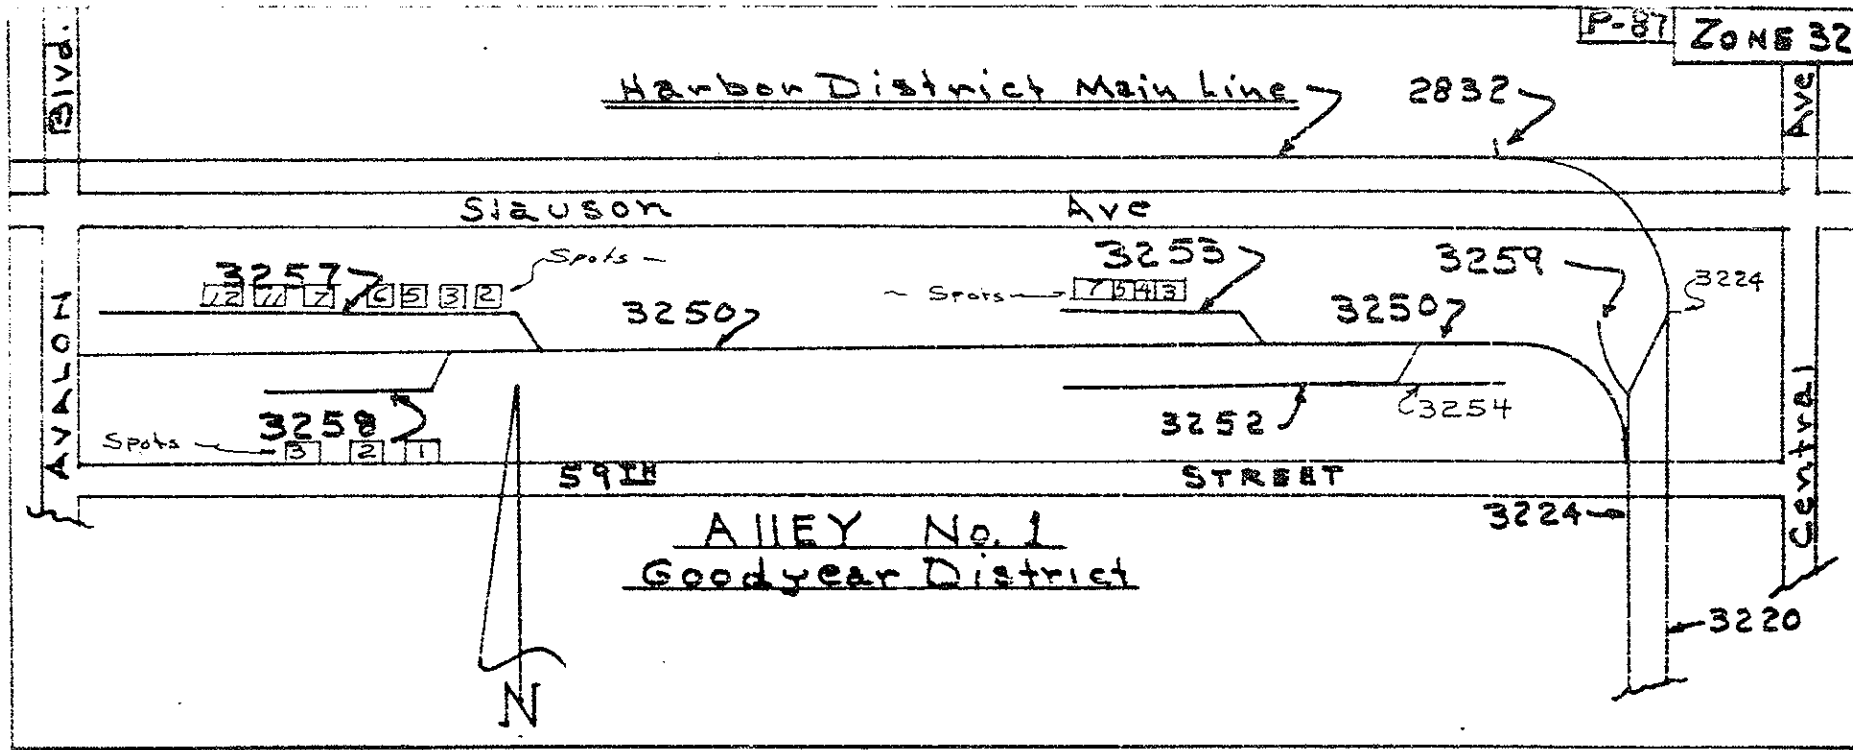 P-87
ZONE 32
Blvd.
Harbor District Main Line
2832
Ave
Slauson Ave
3257
Spots
12 11 7 6 5 3 2
3253
3259
3224
Spots
7 5 4 3
3250
3250
AVALON
3258
3252
3254
Spots
3 2 1
Central
59TH STREET
3224
AllEY No. 1
Goodyear District
3220
N